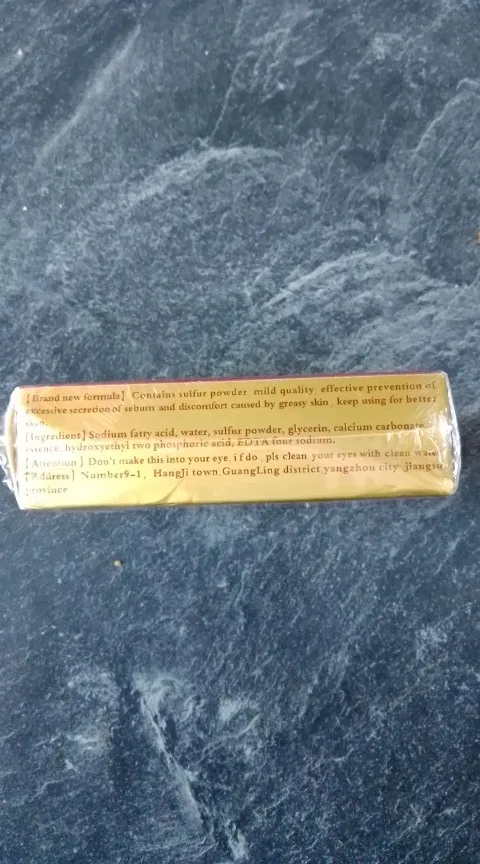 【Brand new formula】Contains sulfur powder, mild quality, effective prevention of
excessive secretion of sebum and discomfort caused by greasy skin, keep using for better
skin.
【Ingredient】Sodium fatty acid, water, sulfur powder, glycerin, calcium carbonate,
essence, hydroxyethyl two phosphoric acid, EDTA four sodium.
【Attention】Don't make this into your eye, if do, pls clean your eyes with clean water
【Address】Number9-1, HangJi town,GuangLing district,yangzhou city,jiangsu
province